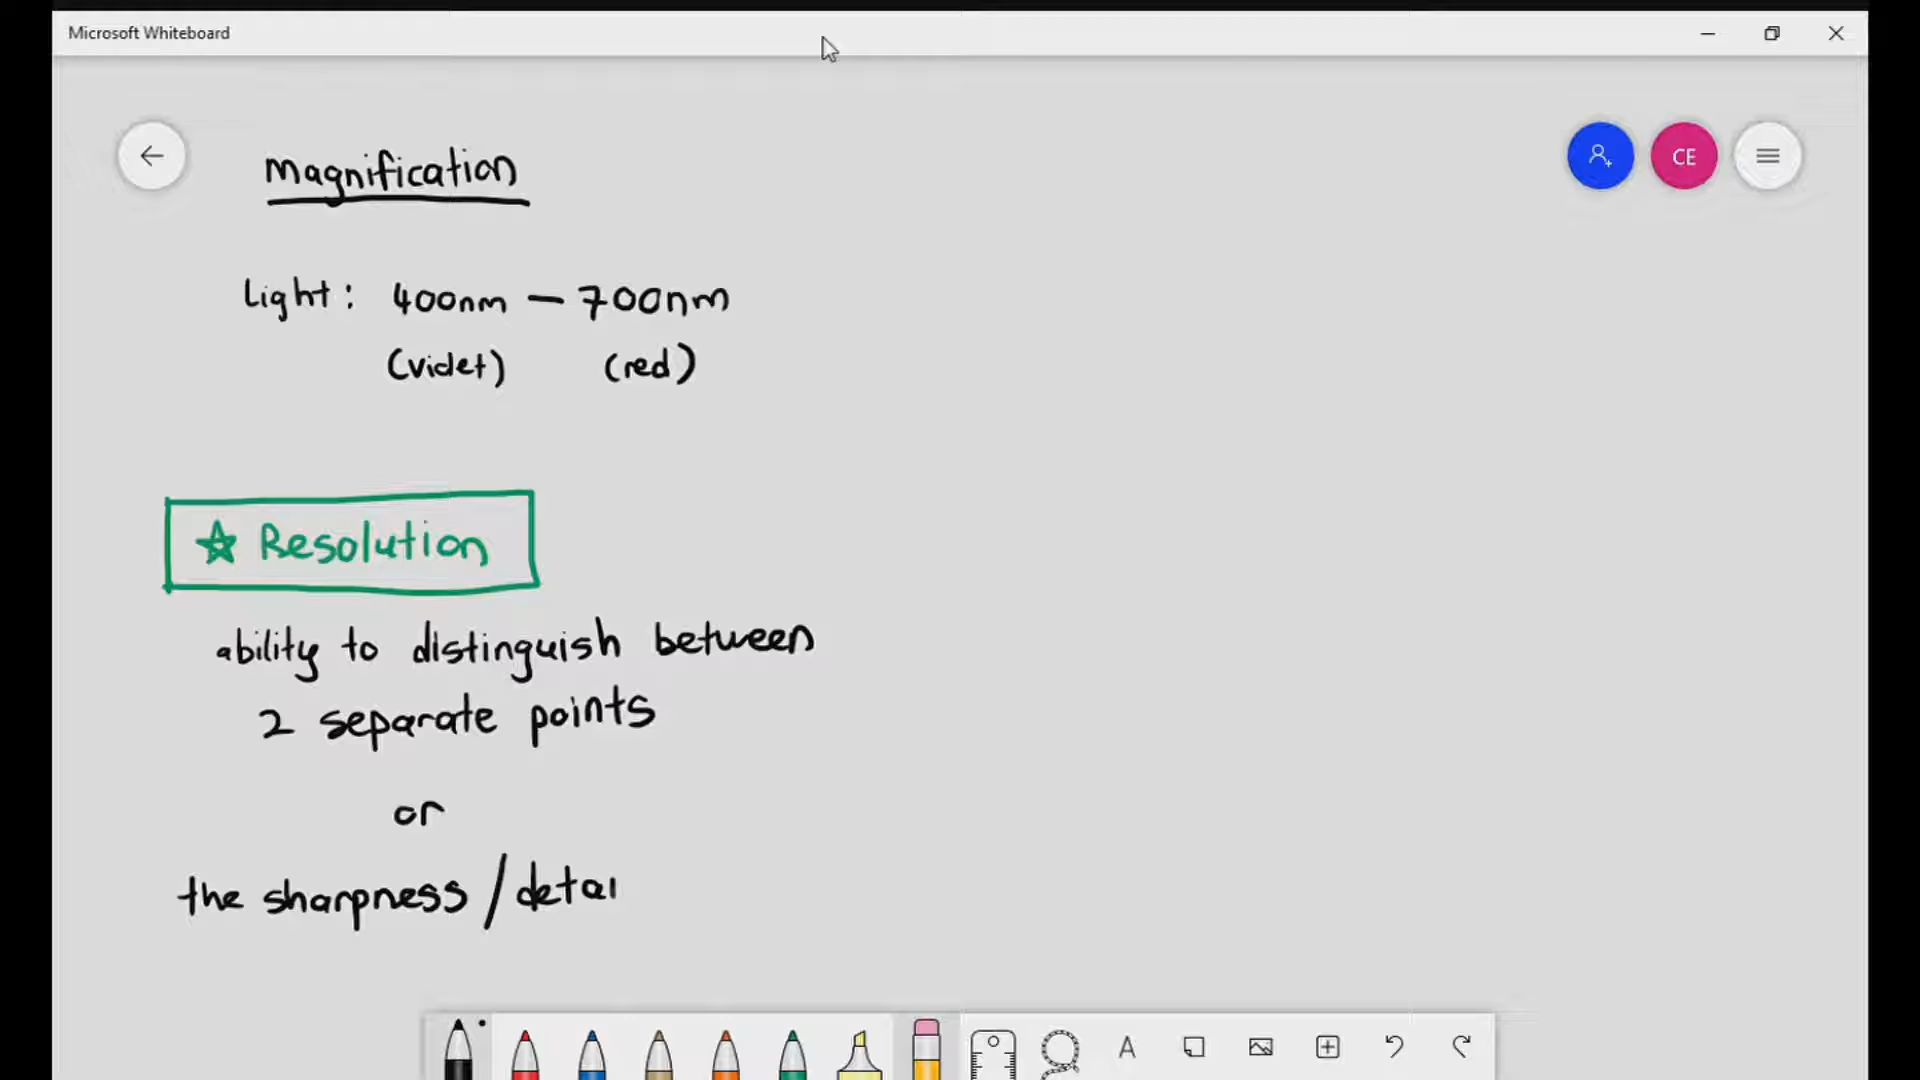 Microsoft Whiteboard
CE
Magnification
Light: 400nm — 700nm
(violet) (red)
☆ Resolution
ability to distinguish between
2 separate points
or
the sharpness / detai
A